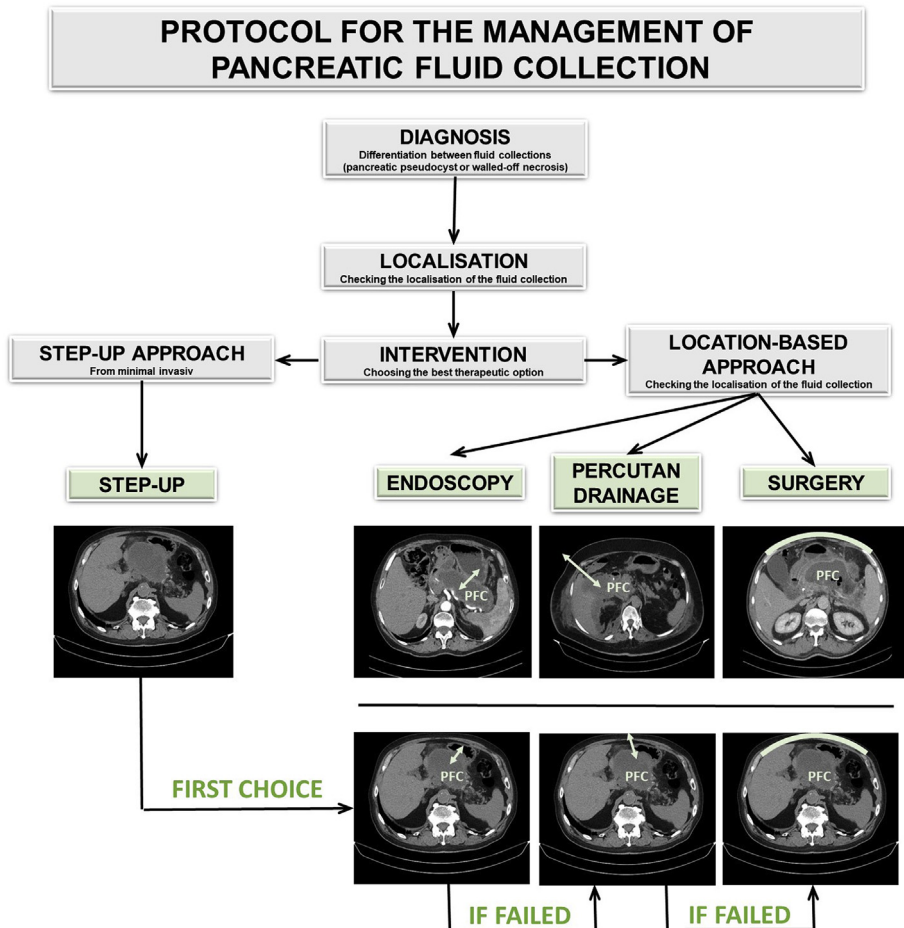 PROTOCOL FOR THE MANAGEMENT OF
PANCREATIC FLUID COLLECTION
DIAGNOSIS
Differentiation between fluid collections
(pancreatic pseudocyst or walled-off necrosis)
LOCALISATION
Checking the localisation of the fluid collection
STEP-UP APPROACH
From minimal invasiv
INTERVENTION
Choosing the best therapeutic option
LOCATION-BASED
APPROACH
Checking the localisation of the fluid collection
STEP-UP
ENDOSCOPY
PERCUTAN
DRAINAGE
SURGERY
PFC
PFC
PFC
FIRST CHOICE
PFC
PFC
PFC
IF FAILED
IF FAILED